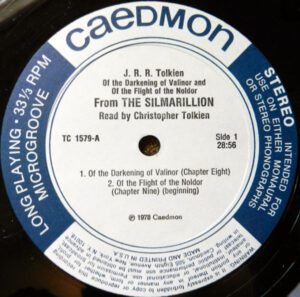 CAEDMON
LONG PLAYING • 33⅓ RPM
MICROGROOVE
STEREO
INTENDED FOR
USE ON EITHER MONAURAL
OR STEREO PHONOGRAPHS
J. R. R. Tolkien
Of the Darkening of Valinor and
Of the Flight of the Noldor
From THE SILMARILLION
Read by Christopher Tolkien
TC 1579-A
Side 1
28:56
1. Of the Darkening of Valinor (Chapter Eight)
2. Of the Flight of the Noldor
(Chapter Nine) (beginning)
© 1978 Caedmon
MADE AND PRINTED IN U.S.A.